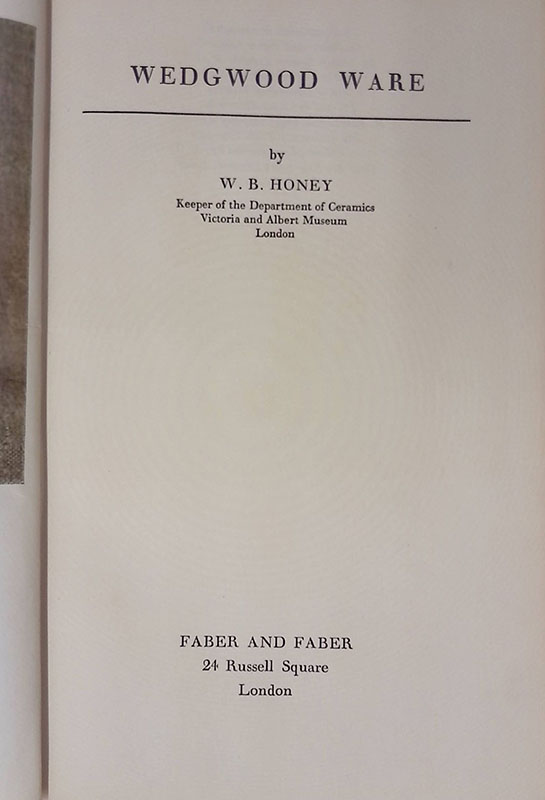 WEDGWOOD WARE
by
W. B. HONEY
Keeper of the Department of Ceramics
Victoria and Albert Museum
London
FABER AND FABER
24 Russell Square
London